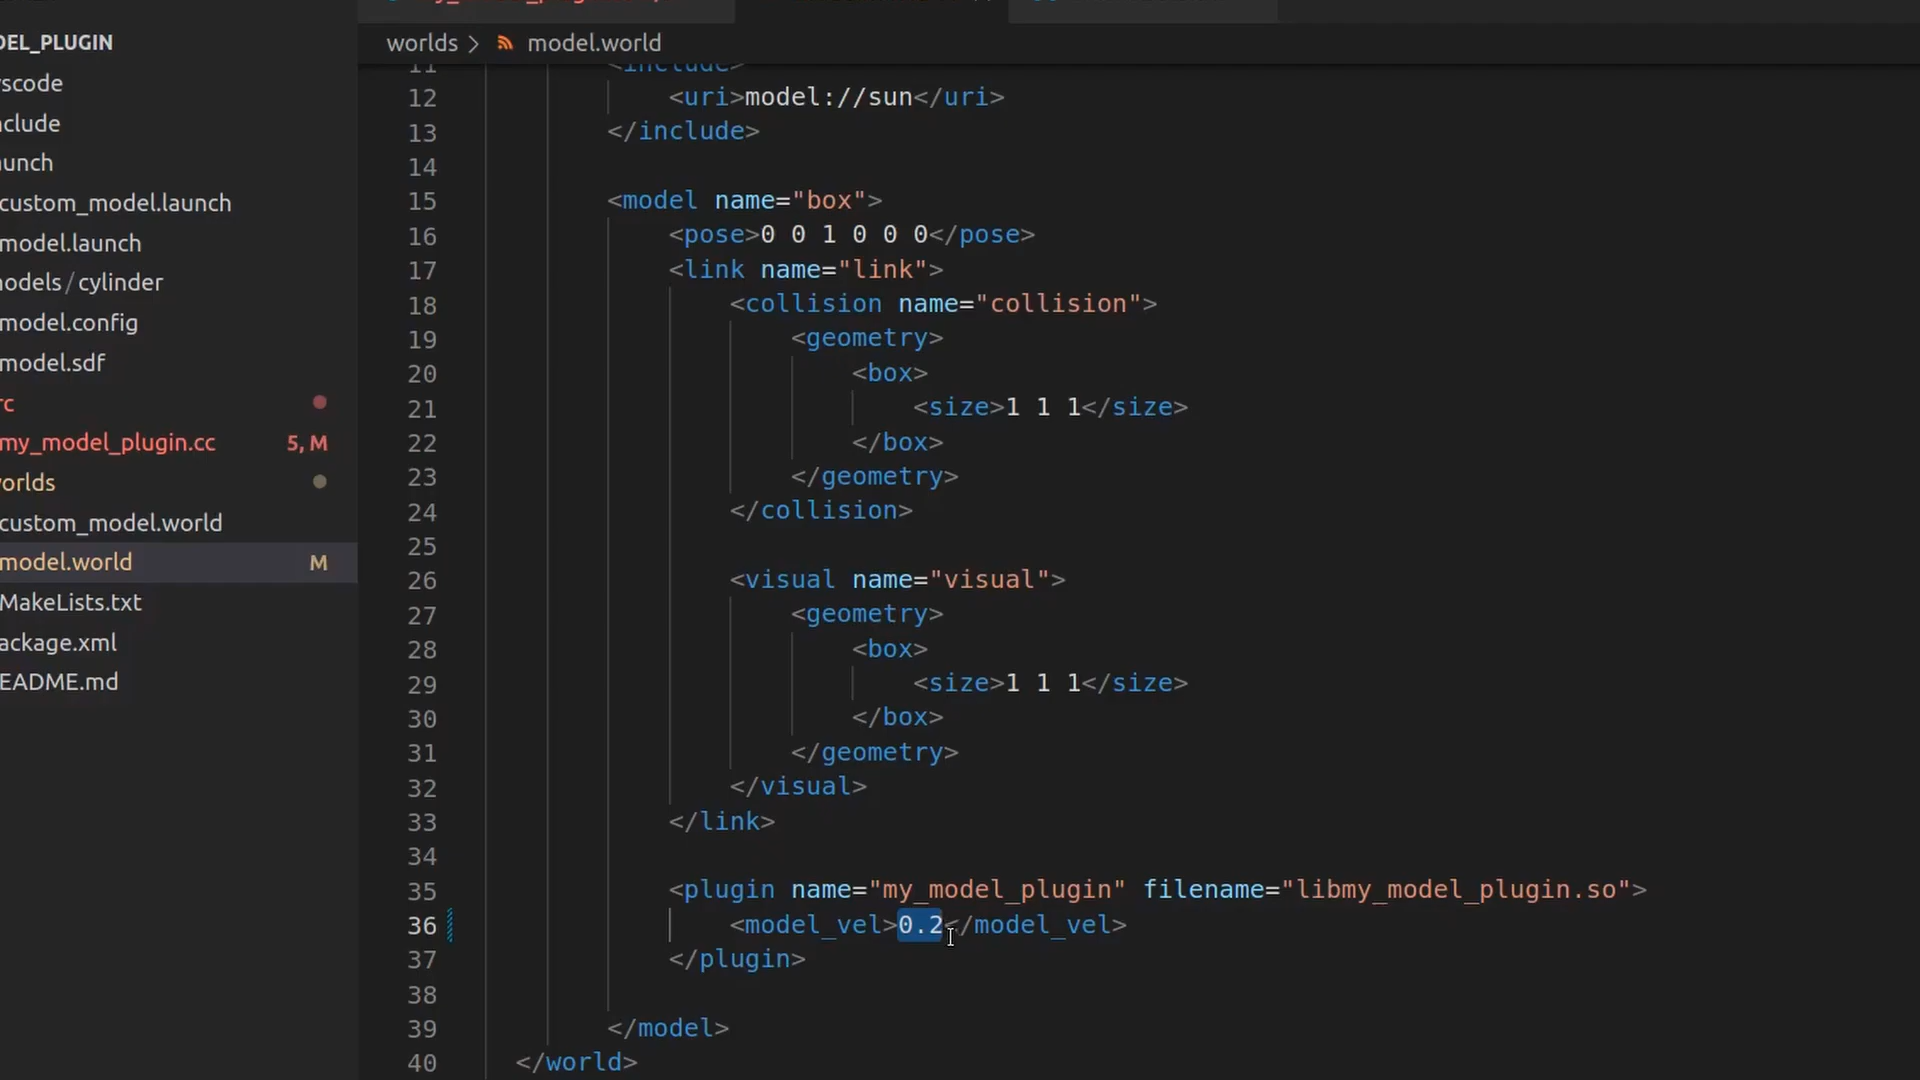 DEL_PLUGIN
scode
nclude
aunch
custom_model.launch
model.launch
nodels / cylinder
model.config
model.sdf
rc
my_model_plugin.cc 5, M
orlds
custom_model.world
model.world M
MakeLists.txt
ackage.xml
EADME.md
worlds > model.world
11 <include>
12 <uri>model://sun</uri>
13 </include>
14
15 <model name="box">
16 <pose>0 0 1 0 0 0</pose>
17 <link name="link">
18 <collision name="collision">
19 <geometry>
20 <box>
21 <size>1 1 1</size>
22 </box>
23 </geometry>
24 </collision>
25
26 <visual name="visual">
27 <geometry>
28 <box>
29 <size>1 1 1</size>
30 </box>
31 </geometry>
32 </visual>
33 </link>
34
35 <plugin name="my_model_plugin" filename="libmy_model_plugin.so">
36 <model_vel>0.2</model_vel>
37 </plugin>
38
39 </model>
40 </world>